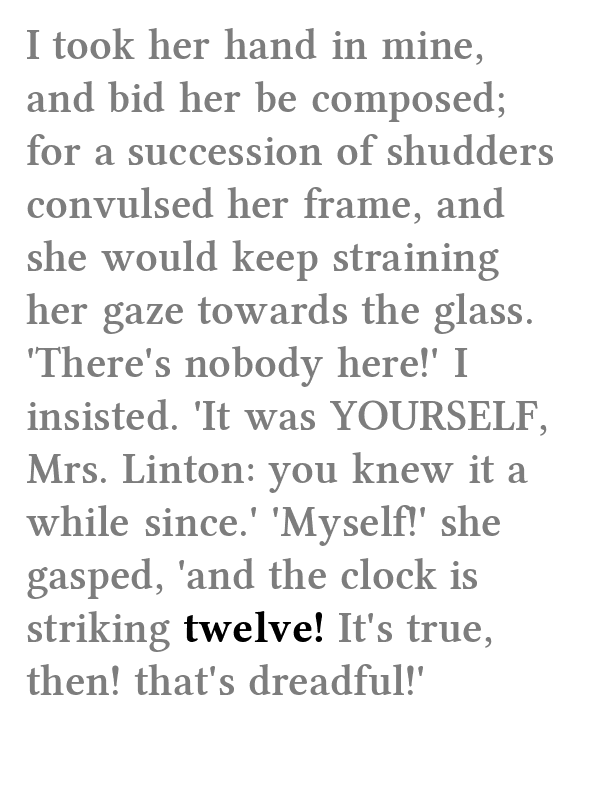 I took her hand in mine,
and bid her be composed;
for a succession of shudders
convulsed her frame, and
she would keep straining
her gaze towards the glass.
'There's nobody here!' I
insisted. 'It was YOURSELF,
Mrs. Linton: you knew it a
while since.' 'Myself!' she
gasped, 'and the clock is
striking twelve! It's true,
then! that's dreadful!'